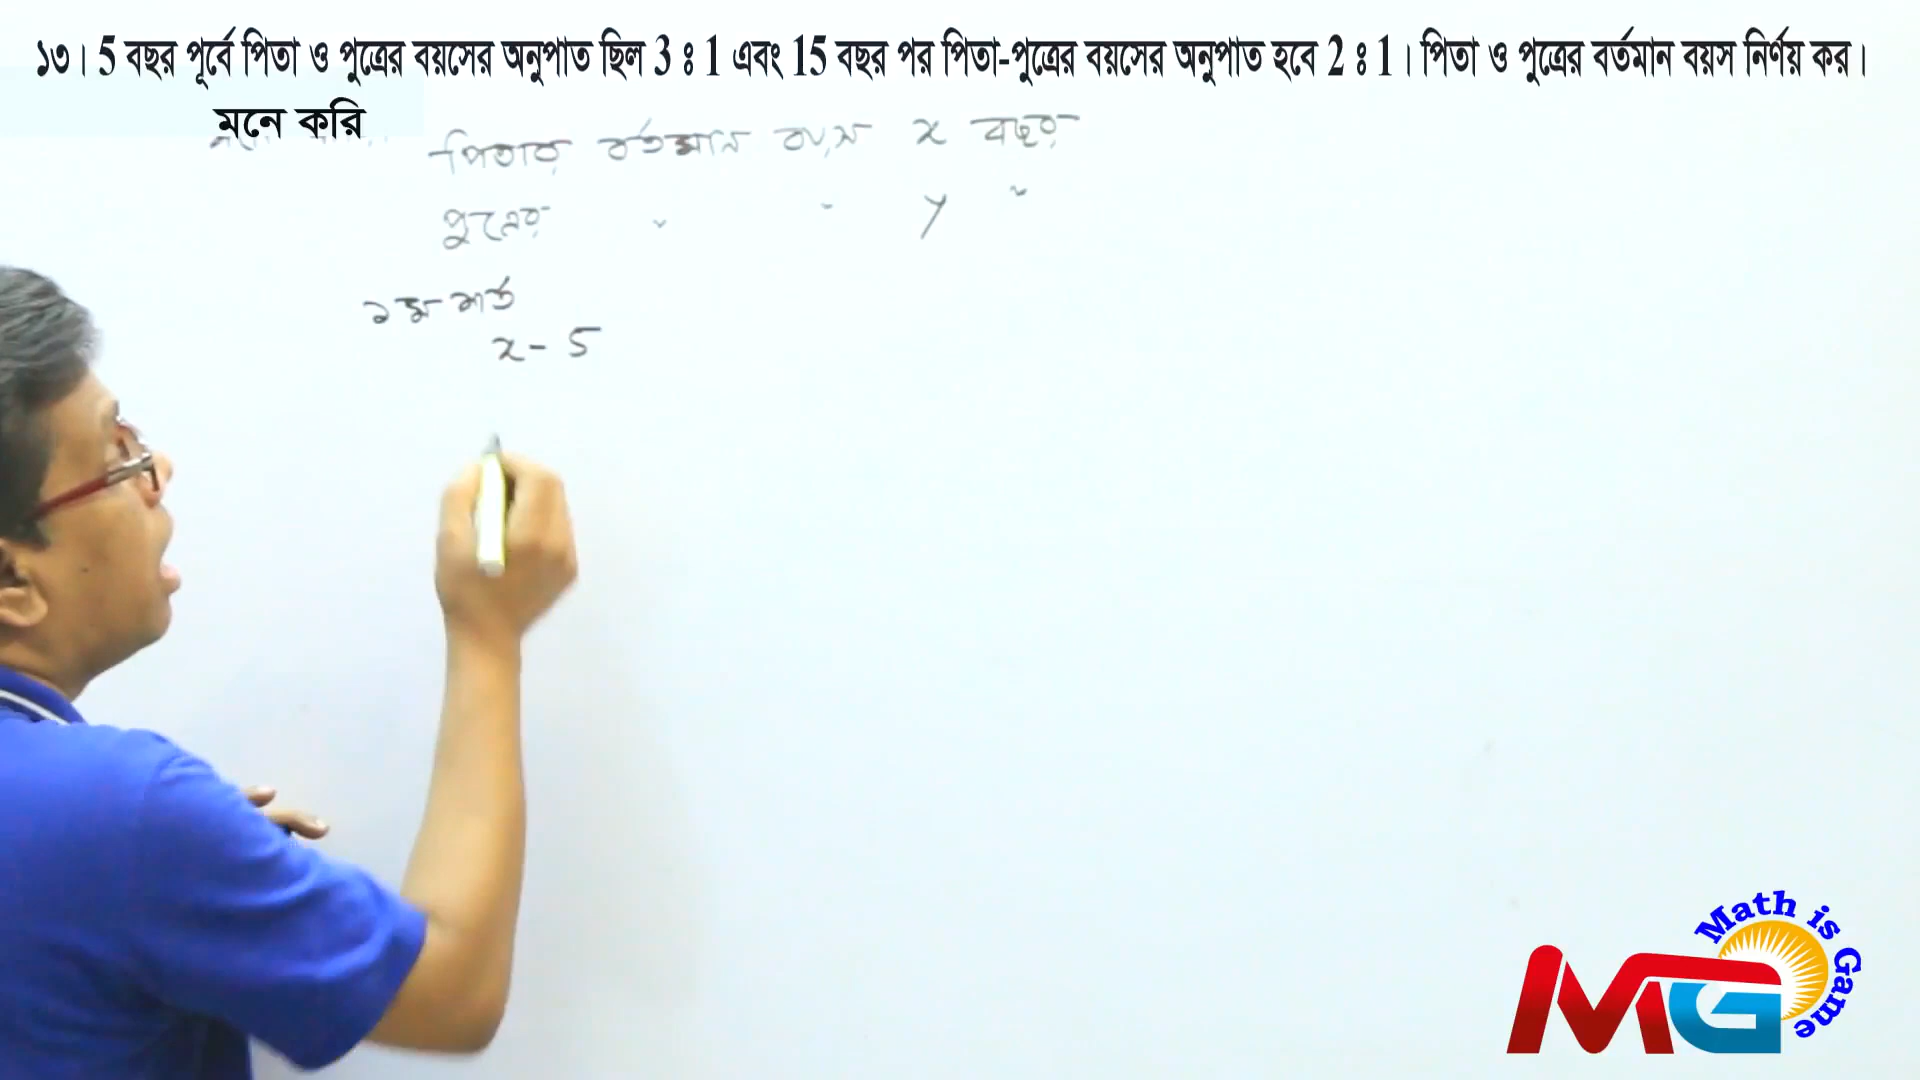 ১৩। 5 বছর পূর্বে পিতা ও পুত্রের বয়সের অনুপাত ছিল 3 ঃ 1 এবং 15 বছর পর পিতা-পুত্রের বয়সের অনুপাত হবে 2 ঃ 1। পিতা ও পুত্রের বর্তমান বয়স নির্ণয় কর।
মনে করি
পিতার বর্তমান বয়স x বছর
পুত্রের " " y "
১ম শর্ত
x - 5
Math is Game
MG